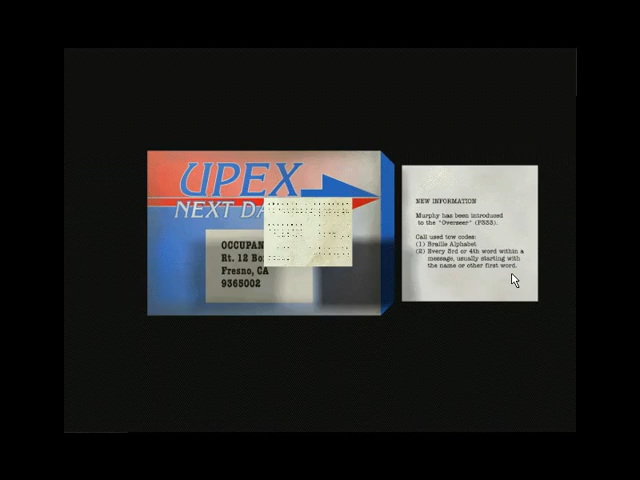 UPEX
NEXT DA
OCCUPAN
Rt. 12 Bo
Fresno, CA
9365002
NEW INFORMATION
Murphy has been introduced
to the "Overseer" (P333).
Call used tow codes:
(1) Braille Alphabet
(2) Every 3rd or 4th word within a
message, usually starting with
the name or other first word.